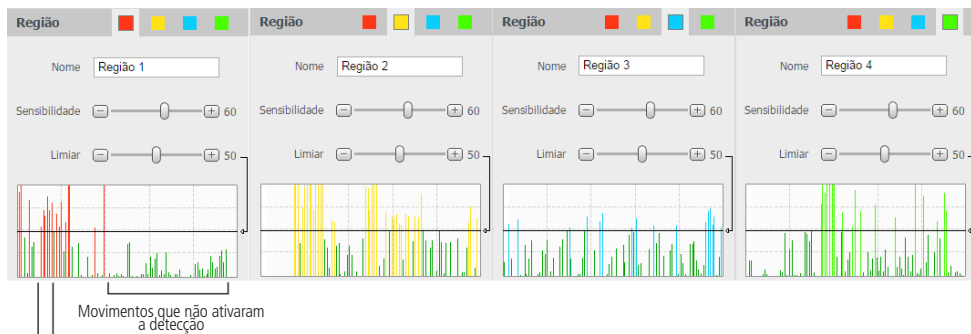 Região
Nome Região 1
Sensibilidade 60
Limiar 50
Região
Nome Região 2
Sensibilidade 60
Limiar 50
Região
Nome Região 3
Sensibilidade 60
Limiar 50
Região
Nome Região 4
Sensibilidade 60
Limiar 50
Movimentos que não ativaram
a detecção